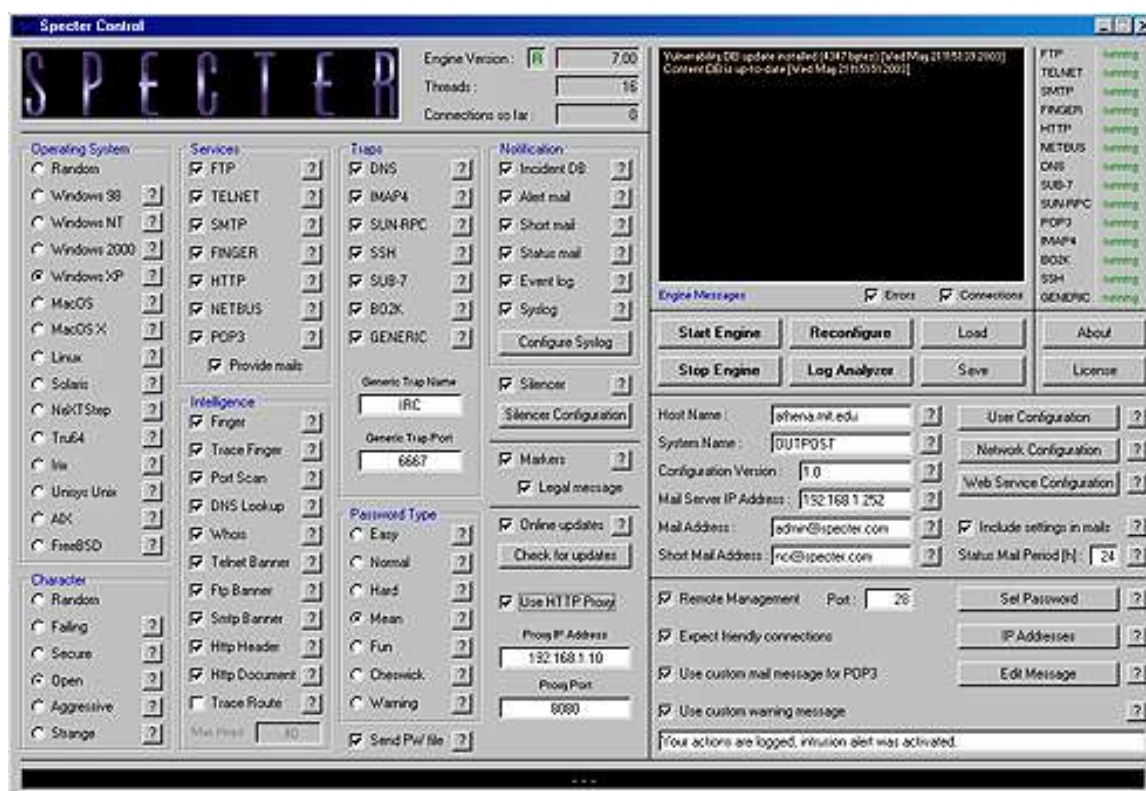 Specter Control
SPECTER
Engine Version : R 7.00
Threads : 16
Connections so far : 0
Operating System
Random
Windows 98 ?
Windows NT ?
Windows 2000 ?
Windows XP ?
MacOS ?
MacOS X ?
Linux ?
Solaris ?
NeXTStep ?
Tru64 ?
Irix ?
Unisys Unix ?
AIX ?
FreeBSD ?
Character
Random
Failing ?
Secure ?
Open ?
Aggressive ?
Strange ?
Services
FTP ?
TELNET ?
SMTP ?
FINGER ?
HTTP ?
NETBUS ?
POP3 ?
Provide mails
Intelligence
Finger ?
Trace Finger ?
Port Scan ?
DNS Lookup ?
Whois ?
Telnet Banner ?
Ftp Banner ?
Smtp Banner ?
Http Header ?
Http Document ?
Trace Route ?
Traps
DNS ?
IMAP4 ?
SUN-RPC ?
SSH ?
SUB-7 ?
BO2K ?
GENERIC ?
Generic Trap Name
IRC
Generic Trap Port
6667
Password Type
Easy ?
Normal ?
Hard ?
Mean ?
Fun ?
Cheswick ?
Warning ?
Send PW file ?
Notification
Incident DB ?
Alert mail ?
Short mail ?
Status mail ?
Event log ?
Syslog ?
Configure Syslog
Silencer ?
Silencer Configuration
Markers ?
Legal message
Online updates ?
Check for updates
Use HTTP Proxy
Proxy IP Address
192.168.1.10
Proxy Port
8080
Vulnerability DB update installed (4347 bytes) [Wed May 2003]
Content DB is up-to-date [Wed May 2003]
Engine Messages Errors Connections
FTP running
TELNET running
SMTP running
FINGER running
HTTP running
NETBUS running
DNS running
SUB-7 running
SUN-RPC running
POP3 running
IMAP4 running
BO2K running
SSH running
GENERIC running
Start Engine Reconfigure Load About
Stop Engine Log Analyzer Save License
Host Name : athena.mit.edu ? User Configuration ?
System Name : OUTPOST ? Network Configuration ?
Configuration Version 1.0 Web Service Configuration ?
Mail Server IP Address : 192.168.1.252 ?
Mail Address : admin@specter.com ? Include settings in mails ?
Short Mail Address : @specter.com ? Status Mail Period [h] : 24 ?
Remote Management Port : 28 Set Password ?
Expect friendly connections IP Addresses ?
Use custom mail message for POP3 Edit Message ?
Use custom warning message ?
Your actions are logged, intrusion alert was activated.
- - -